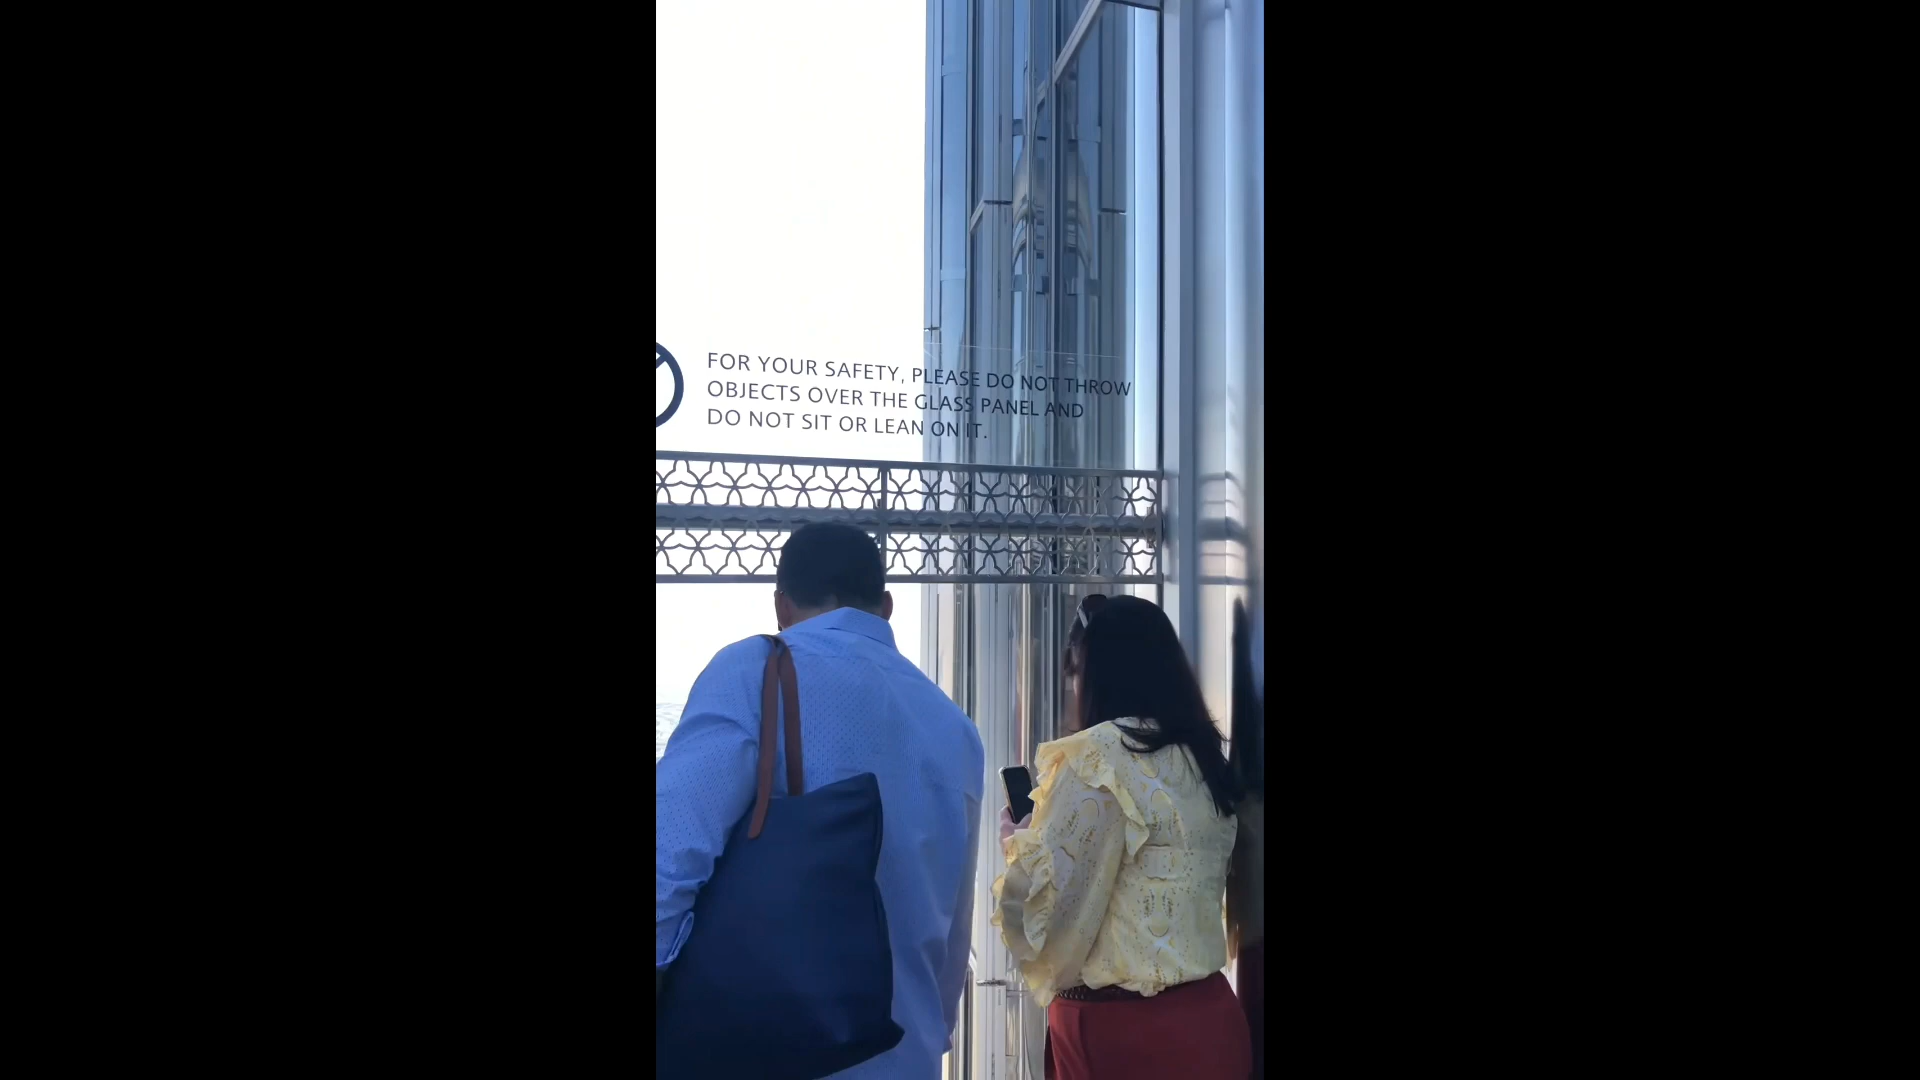 FOR YOUR SAFETY, PLEASE DO NOT THROW
OBJECTS OVER THE GLASS PANEL AND
DO NOT SIT OR LEAN ON IT.